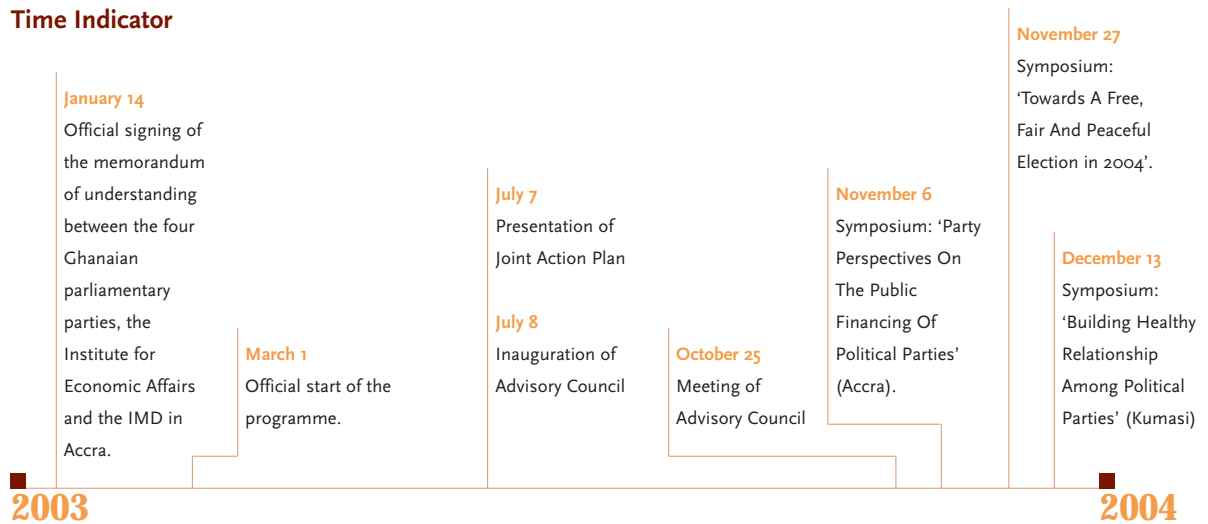 Time Indicator
January 14
Official signing of
the memorandum
of understanding
between the four
Ghanaian
parliamentary
parties, the
Institute for
Economic Affairs
and the IMD in
Accra.
March 1
Official start of the
programme.
July 7
Presentation of
Joint Action Plan
July 8
Inauguration of
Advisory Council
October 25
Meeting of
Advisory Council
November 6
Symposium: ‘Party
Perspectives On
The Public
Financing Of
Political Parties’
(Accra).
November 27
Symposium:
‘Towards A Free,
Fair And Peaceful
Election in 2004’.
December 13
Symposium:
‘Building Healthy
Relationship
Among Political
Parties’ (Kumasi)
2003
2004